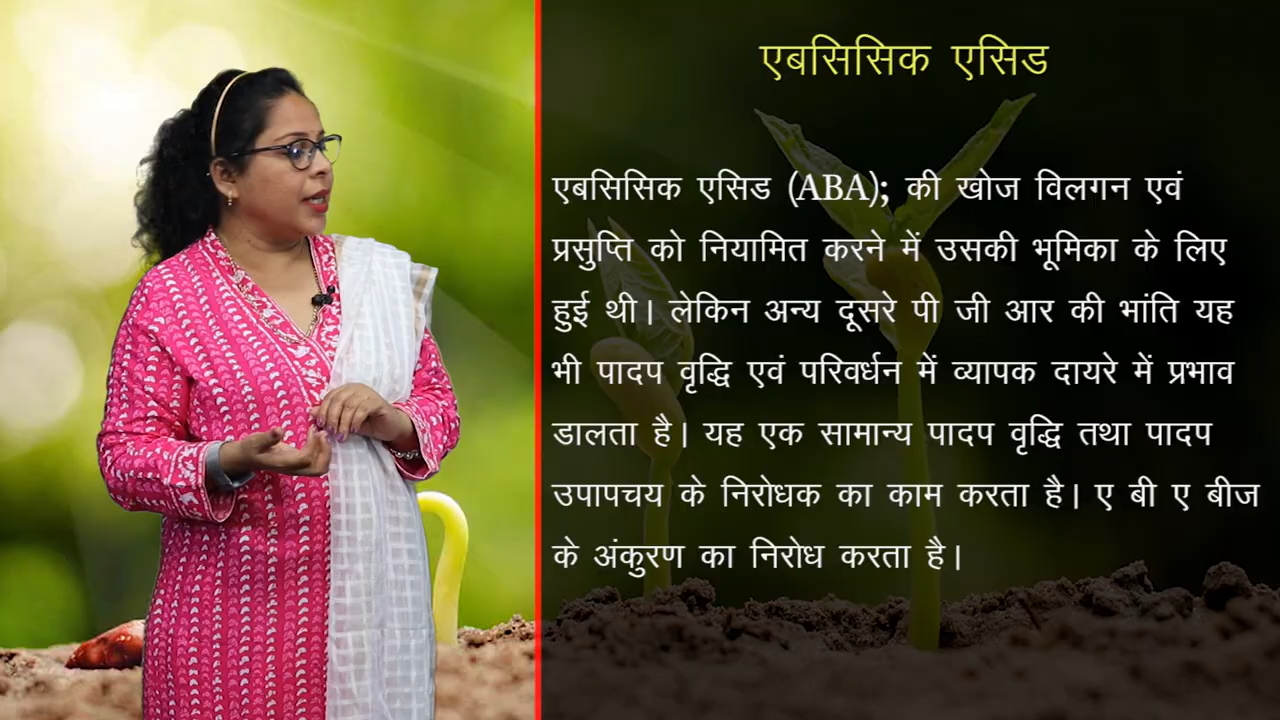 एबसिसिक एसिड
एबसिसिक एसिड (ABA); की खोज विलगन एवं
प्रसुप्ति को नियामित करने में उसकी भूमिका के लिए
हुई थी। लेकिन अन्य दूसरे पी जी आर की भांति यह
भी पादप वृद्धि एवं परिवर्धन में व्यापक दायरे में प्रभाव
डालता है। यह एक सामान्य पादप वृद्धि तथा पादप
उपापचय के निरोधक का काम करता है। ए बी ए बीज
के अंकुरण का निरोध करता है।